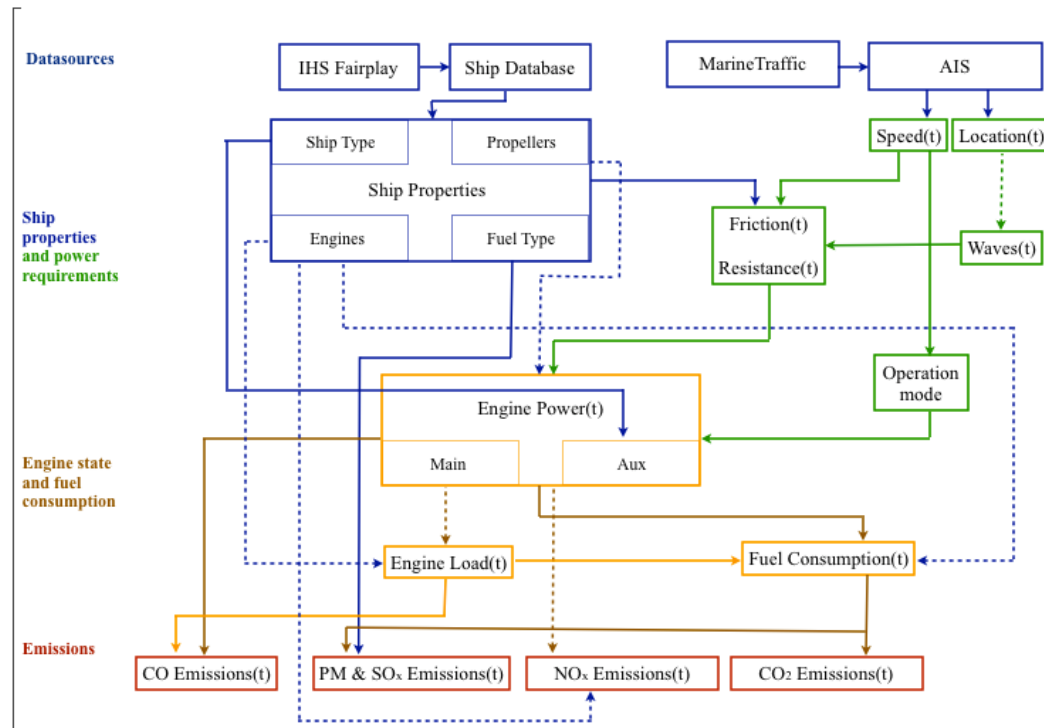 Datasources
IHS Fairplay
Ship Database
MarineTraffic
AIS
Speed(t)
Location(t)
Ship Type
Propellers
Ship Properties
Engines
Fuel Type
Ship
properties
and power
requirements
Friction(t)
Resistance(t)
Waves(t)
Operation
mode
Engine Power(t)
Main
Aux
Engine state
and fuel
consumption
Engine Load(t)
Fuel Consumption(t)
Emissions
CO Emissions(t)
PM & SOx Emissions(t)
NOx Emissions(t)
CO2 Emissions(t)